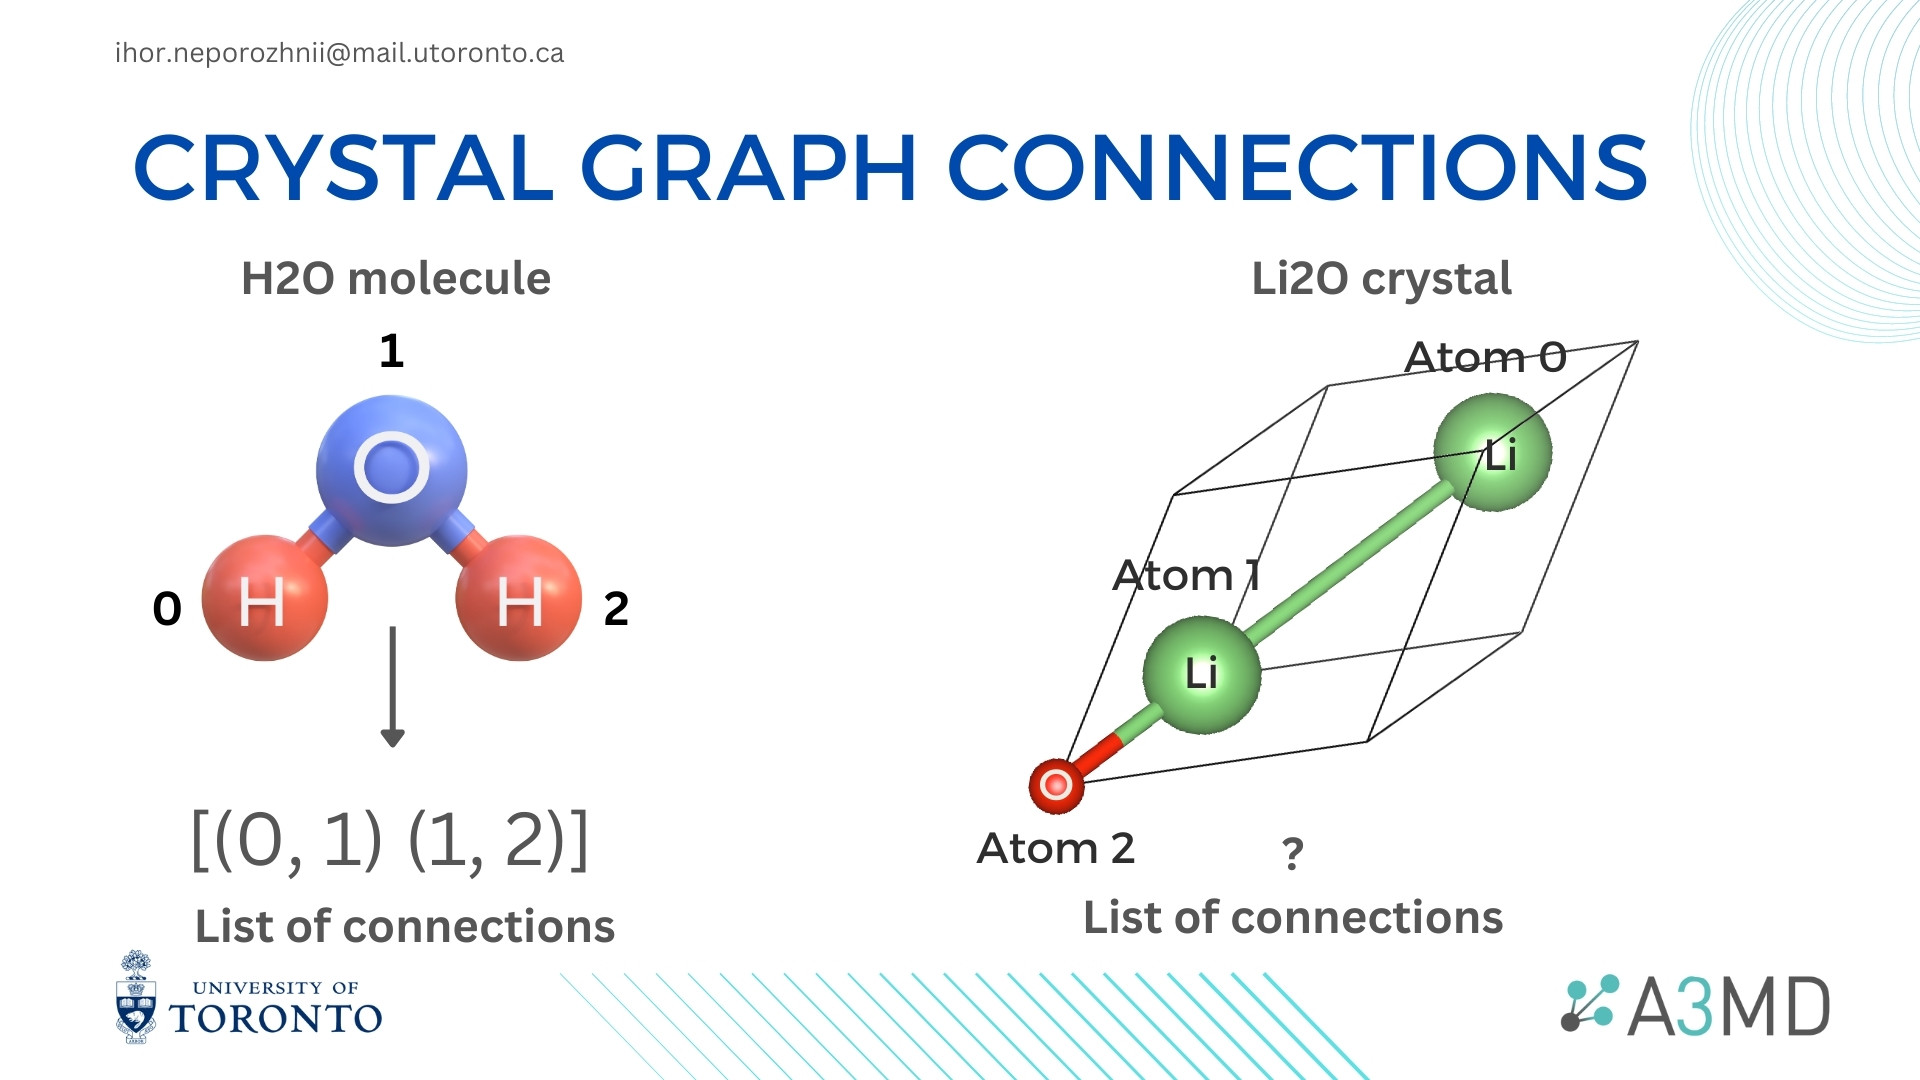 ihor.neporozhnii@mail.utoronto.ca
CRYSTAL GRAPH CONNECTIONS
H2O molecule
1
O
H
H
0
2
[(0, 1) (1, 2)]
List of connections
Li2O crystal
Atom 0
Li
Atom 1
Li
O
Atom 2
?
List of connections
UNIVERSITY OF
TORONTO
A3MD